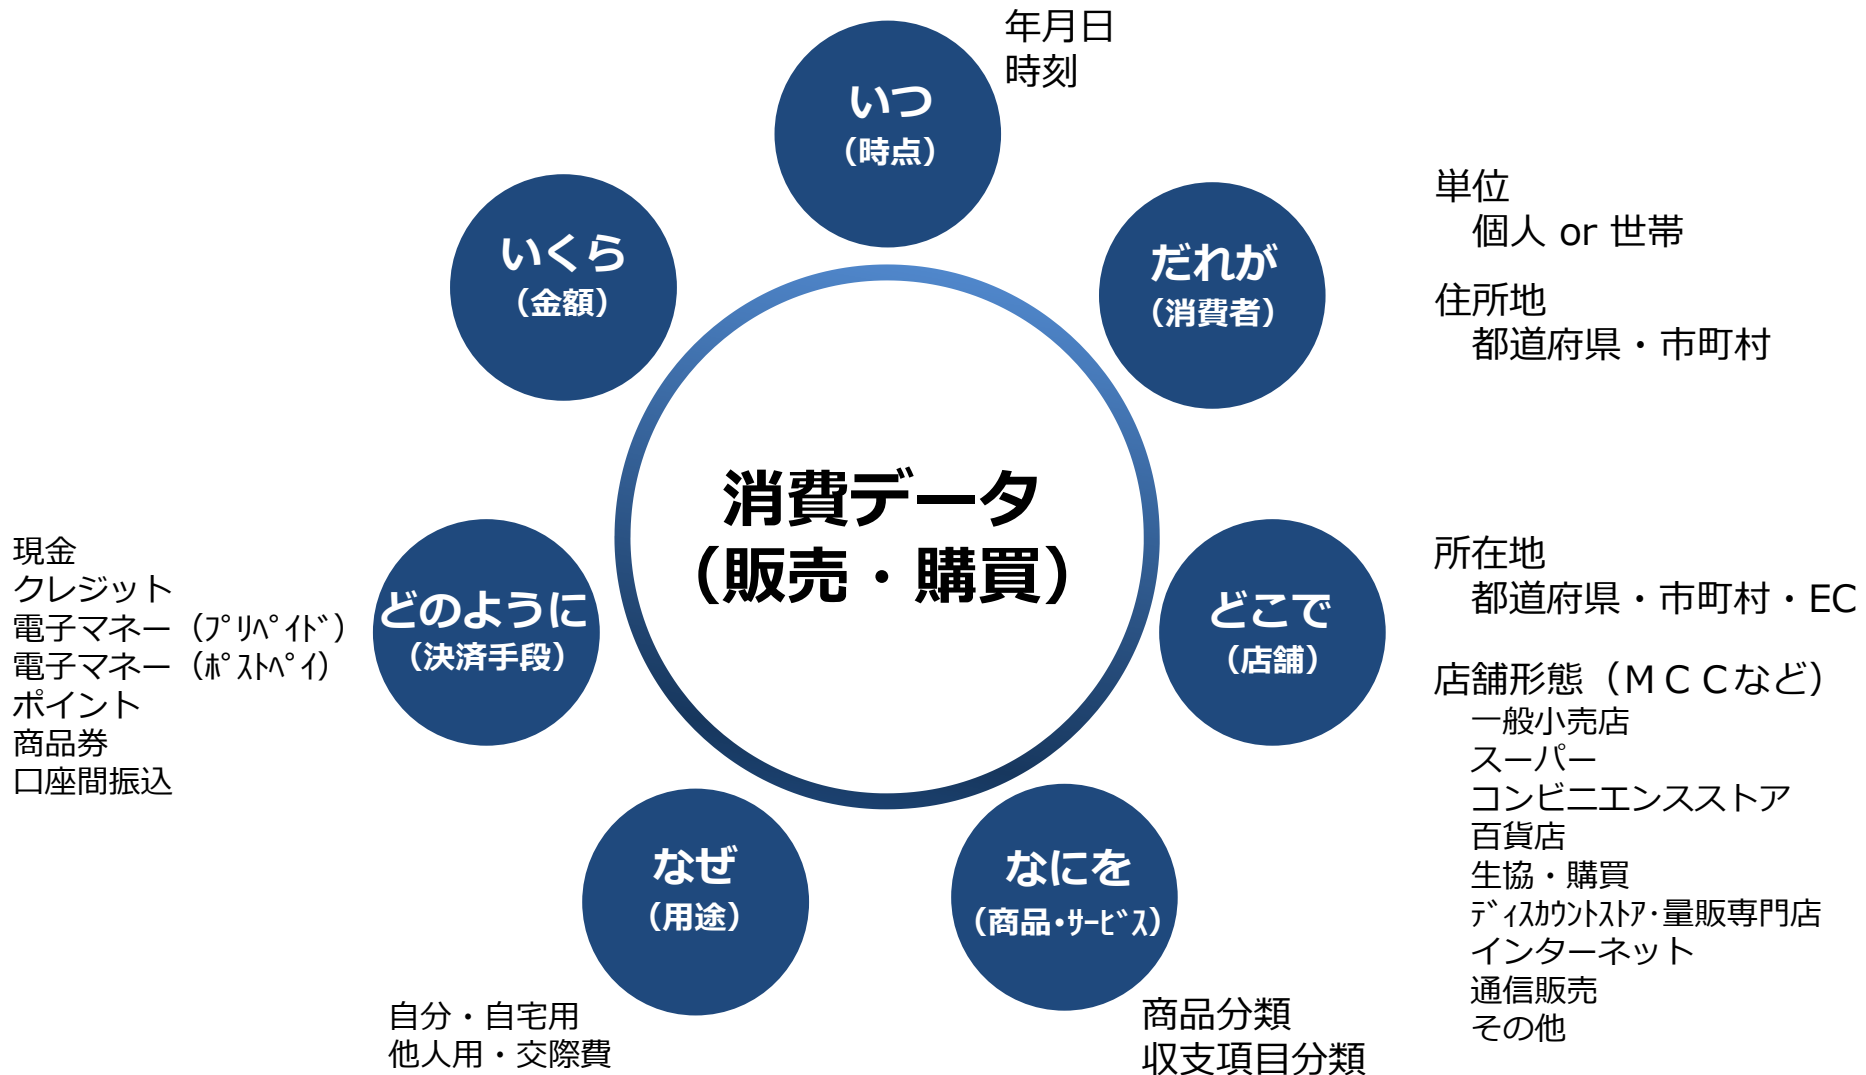 年月日
時刻
いつ
（時点）
いくら
（金額）
だれが
（消費者）
単位
個人 or 世帯
住所地
都道府県・市町村
消費データ
（販売・購買）
どのように
（決済手段）
現金
クレジット
電子マネー（ﾌﾟﾘﾍﾟｲﾄﾞ）
電子マネー（ﾎﾟｽﾄﾍﾟｲ）
ポイント
商品券
口座間振込
どこで
（店舗）
所在地
都道府県・市町村・EC
店舗形態（ＭＣＣなど）
一般小売店
スーパー
コンビニエンスストア
百貨店
生協・購買
ﾃﾞｨｽｶｳﾝﾄｽﾄｱ･量販専門店
インターネット
通信販売
その他
なぜ
（用途）
自分・自宅用
他人用・交際費
なにを
（商品･ｻｰﾋﾞｽ）
商品分類
収支項目分類